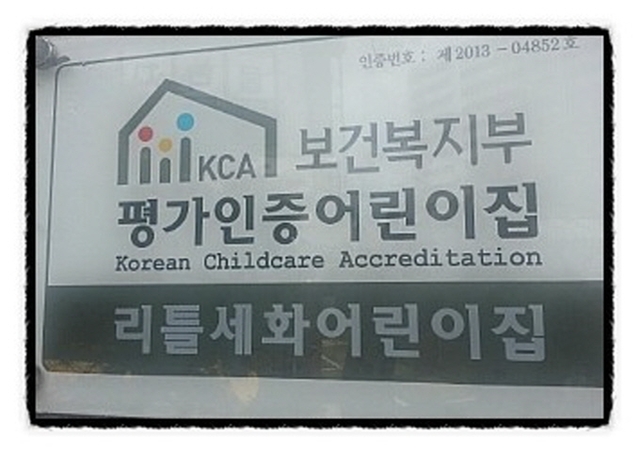 인증번호 : 제 2013 - 04852 호
KCA 보건복지부
평가인증어린이집
Korean Childcare Accreditation
리틀세화어린이집